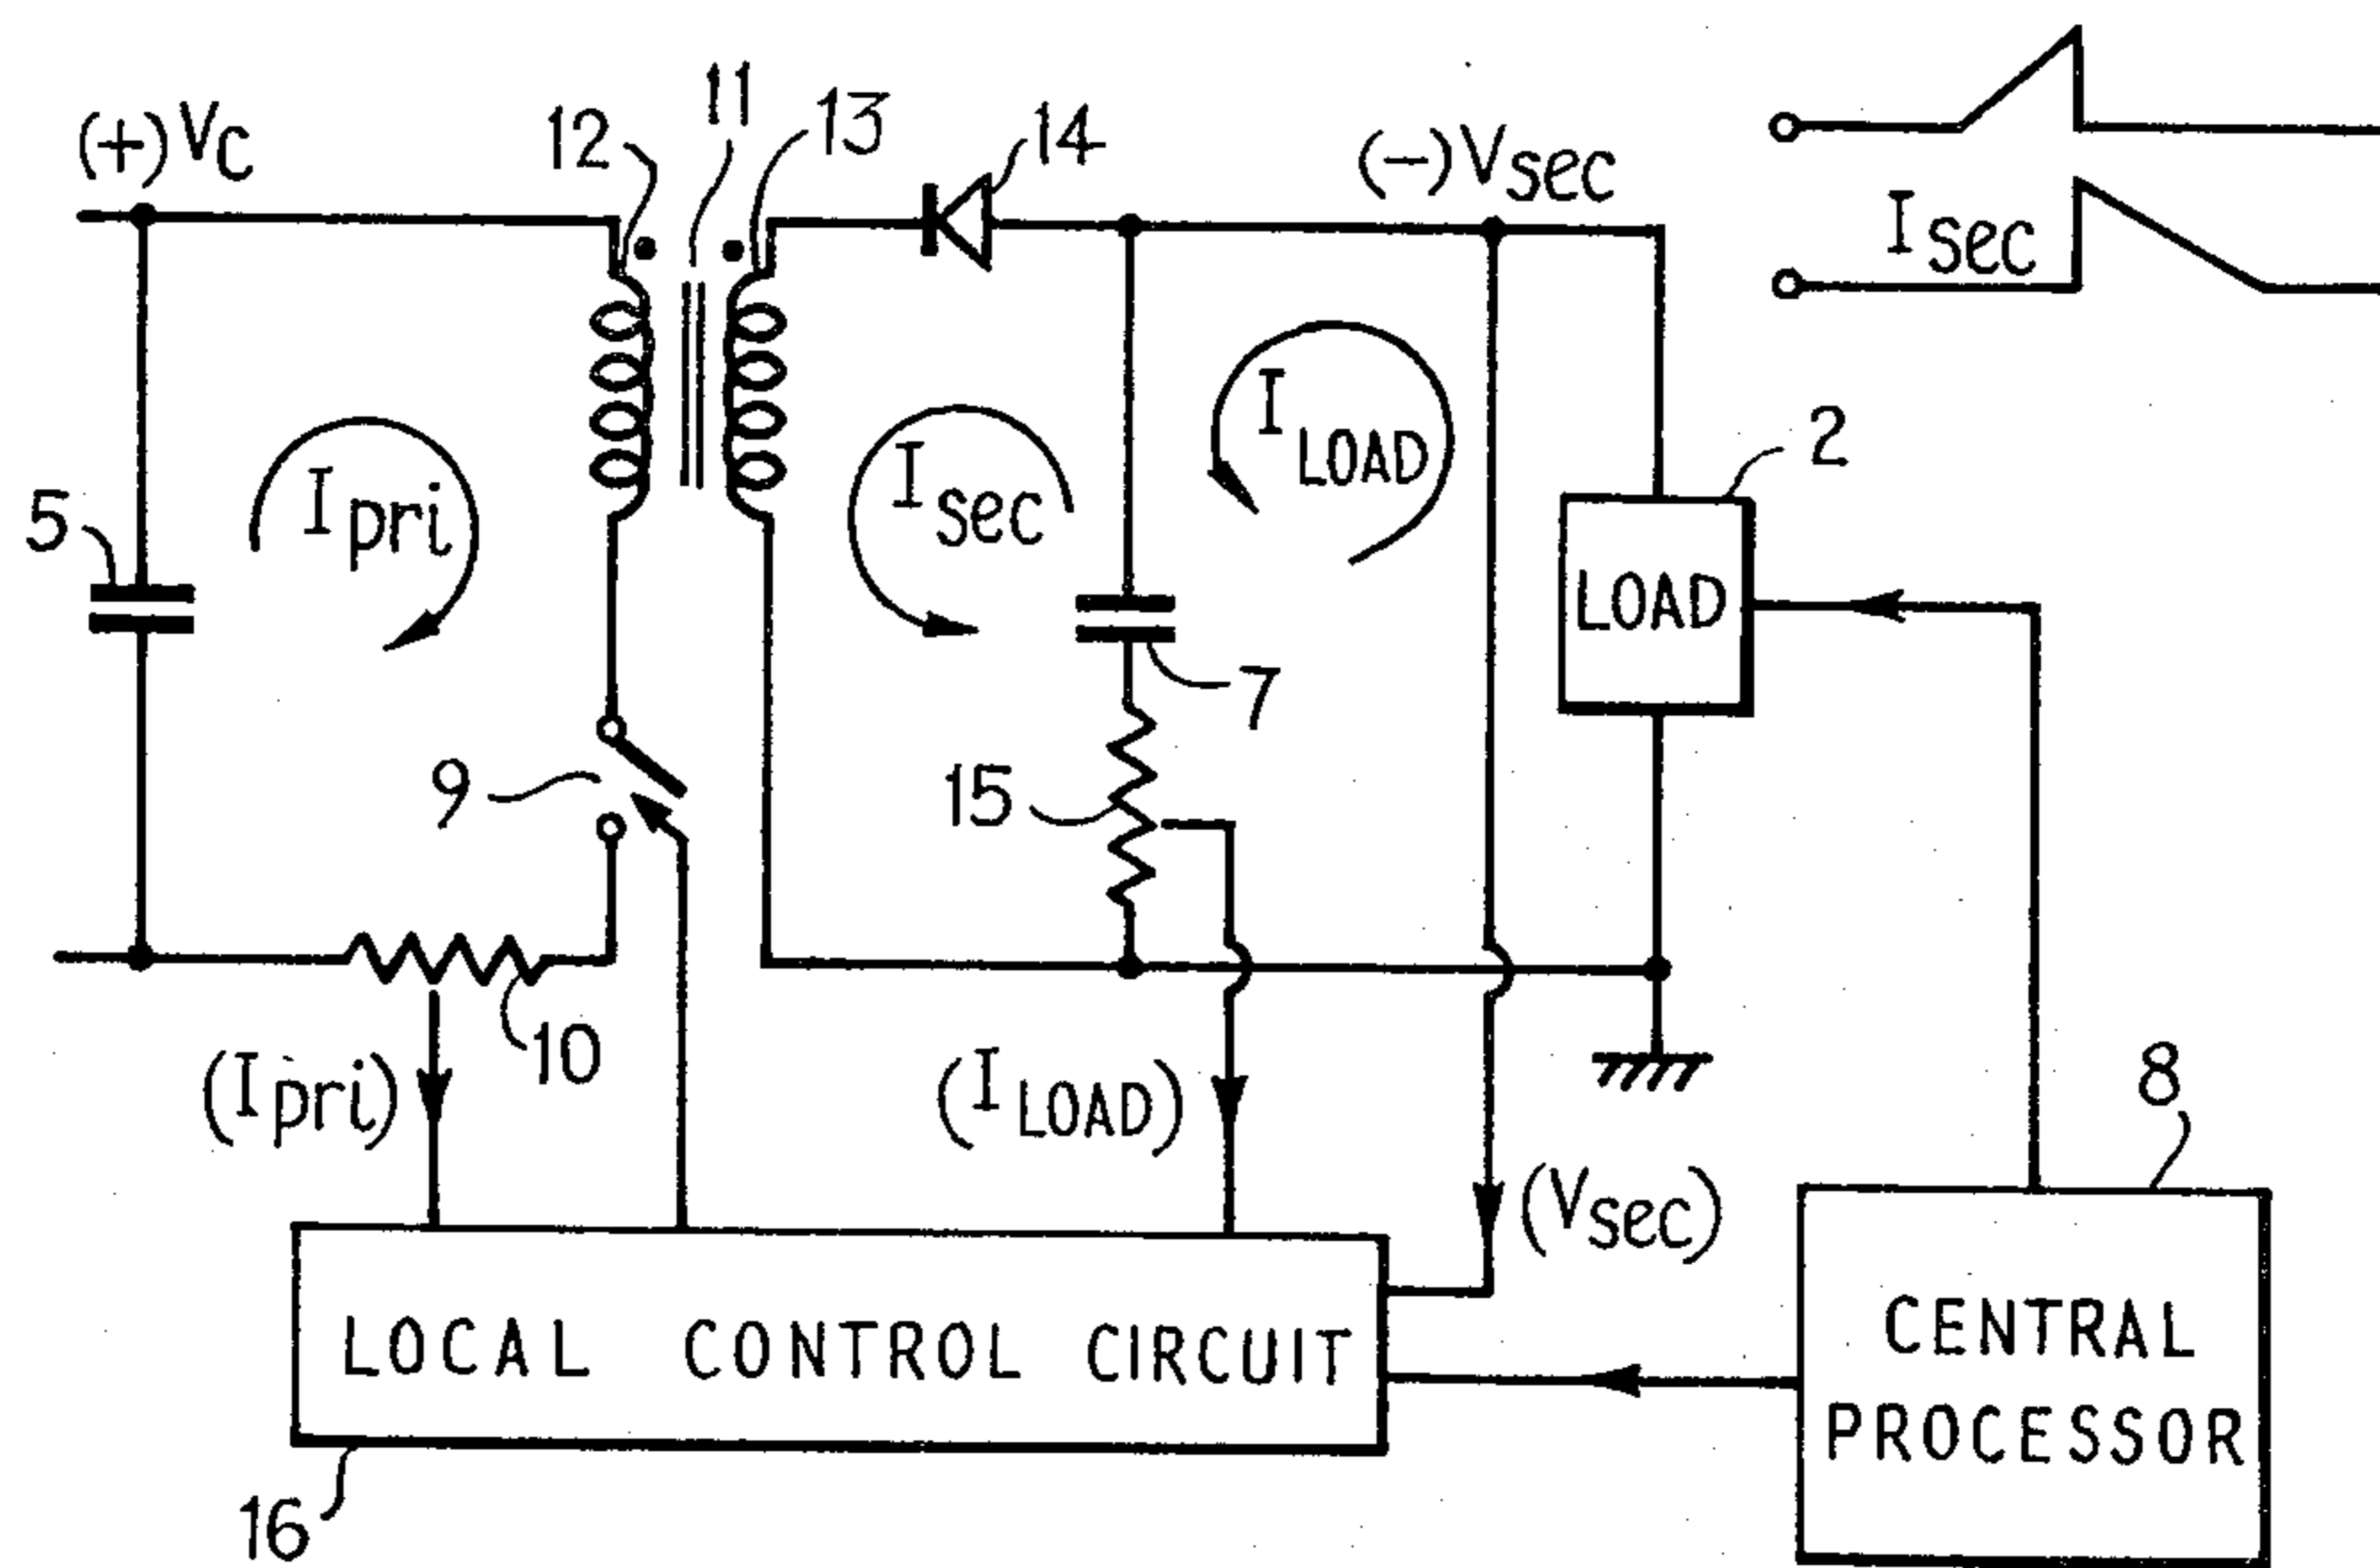 11
12
13
14
(+)Vc
(-)Vsec
Isec
2
5
Ipri
Isec
ILOAD
LOAD
7
9
15
10
(Ipri)
(ILOAD)
8
(Vsec)
CENTRAL
PROCESSOR
LOCAL CONTROL CIRCUIT
16